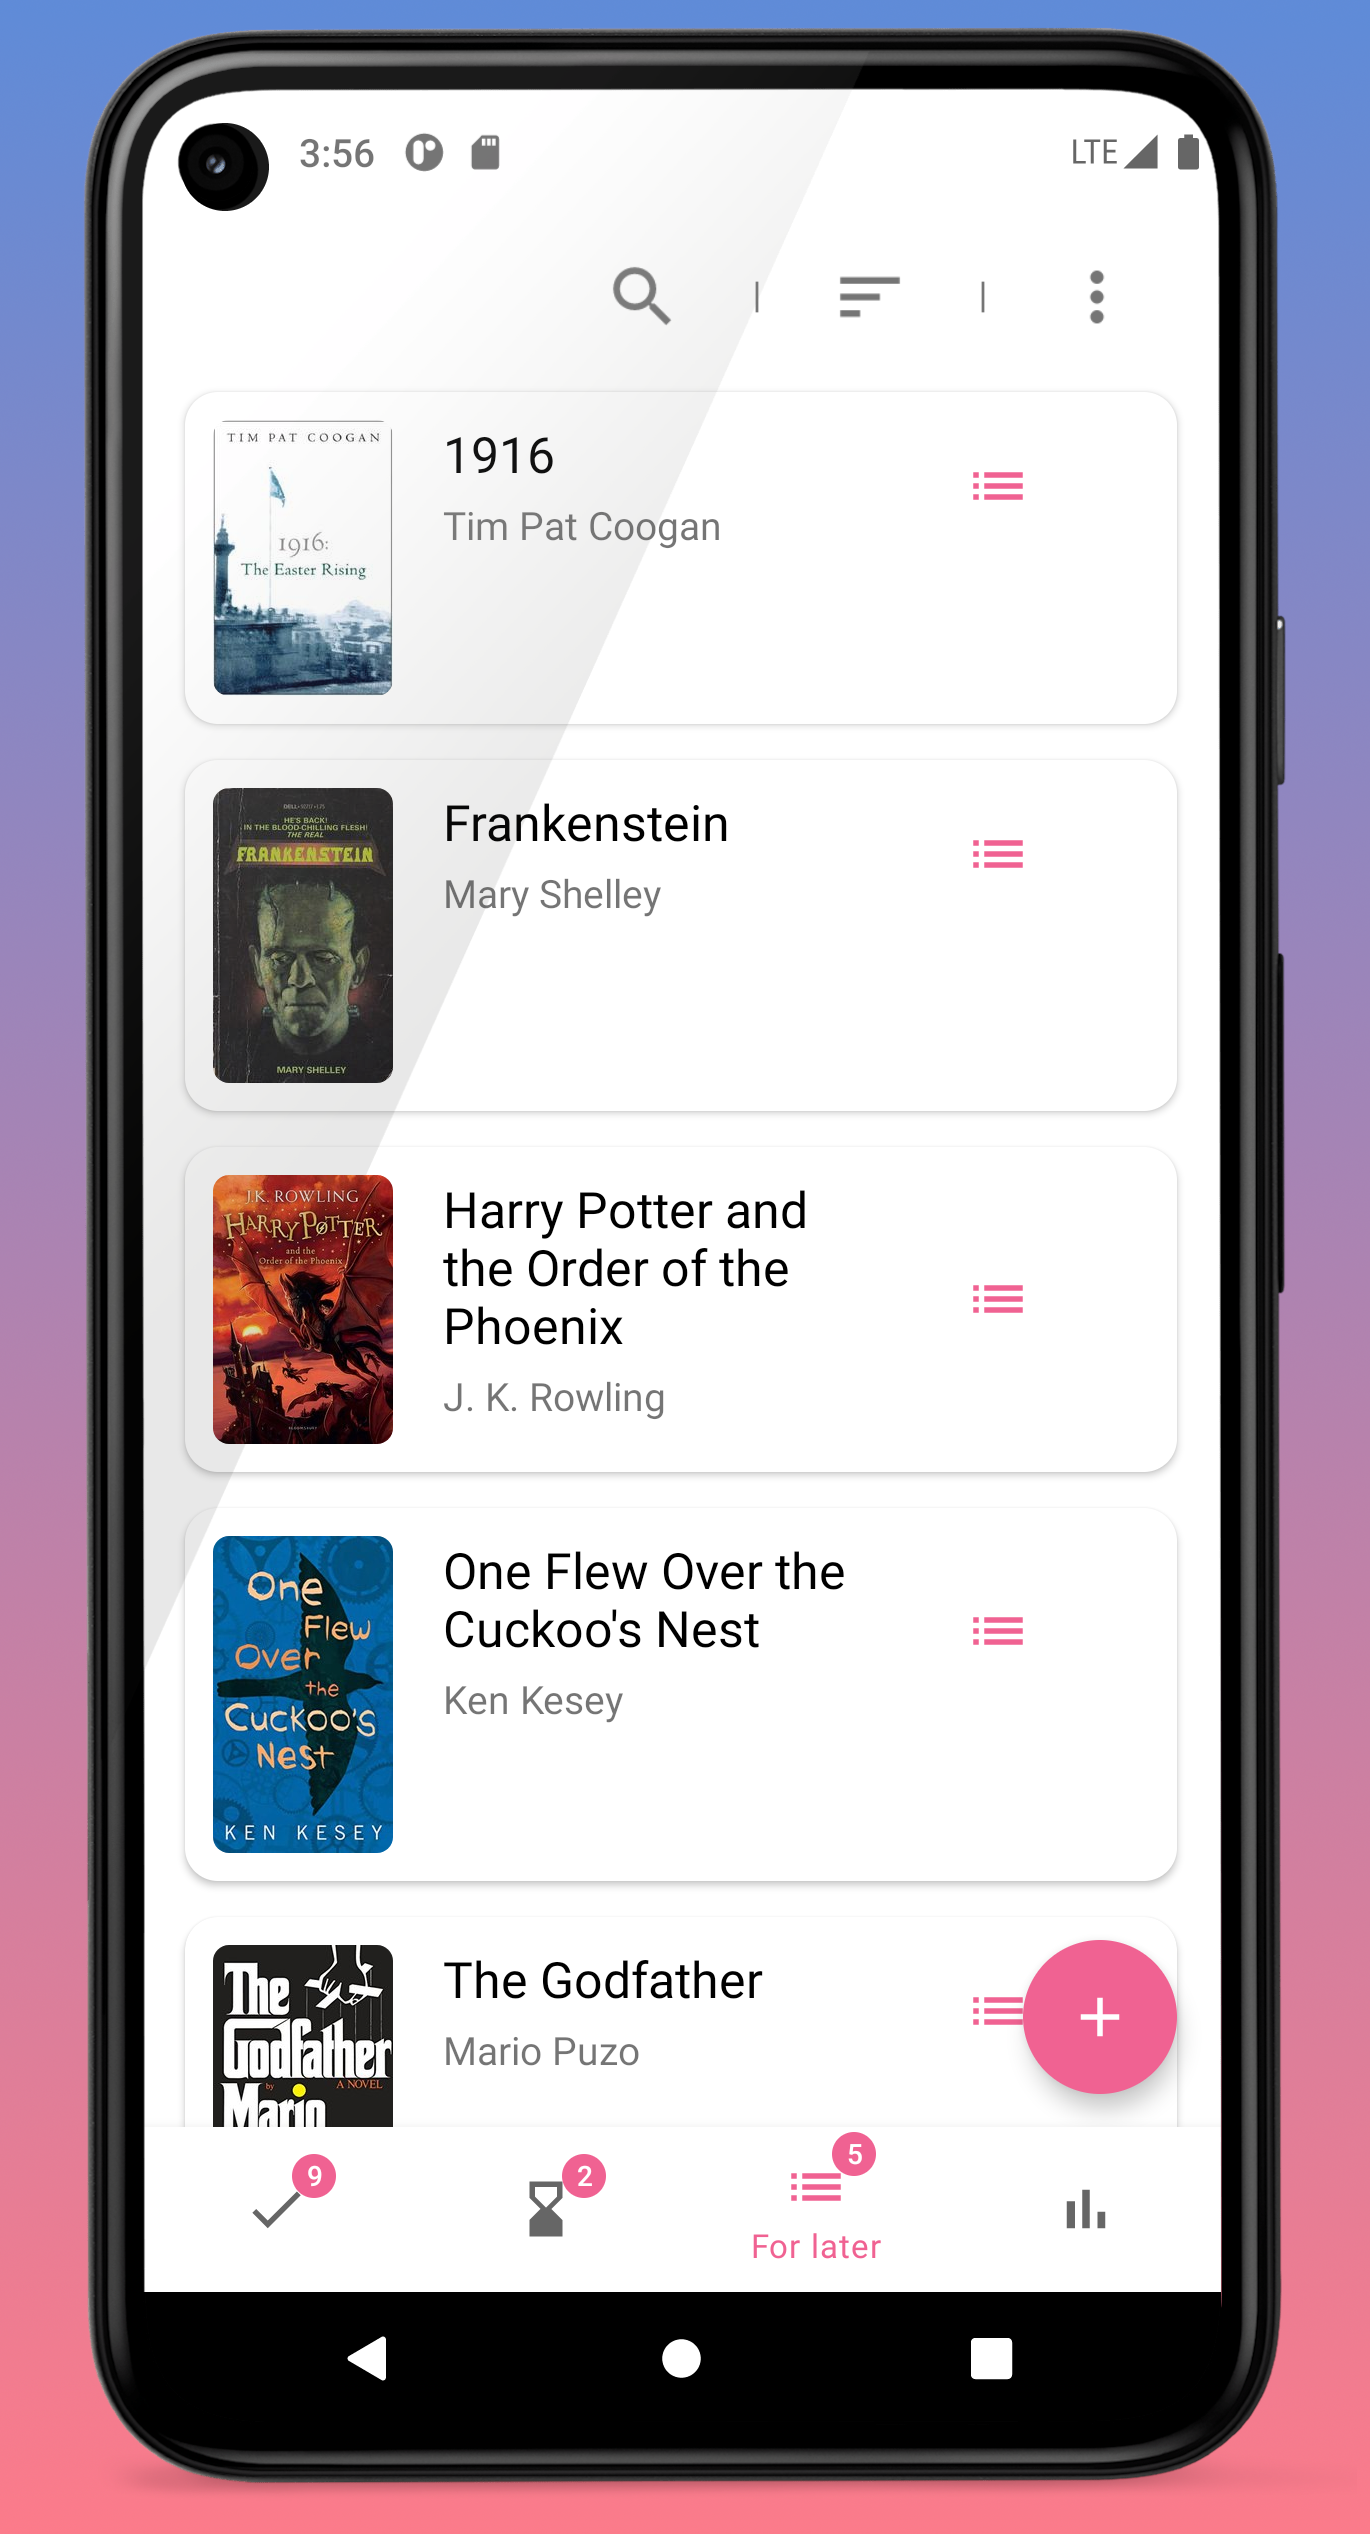 3:56
LTE
TIM PAT COOGAN
1916:
The Easter Rising
1916
Tim Pat Coogan
HE'S BACK!
IN THE BLOOD-CHILLING FLESH!
THE REAL
FRANKENSTEIN
MARY SHELLEY
Frankenstein
Mary Shelley
J.K. ROWLING
HARRY POTTER
and the
Order of the Phoenix
Harry Potter and
the Order of the
Phoenix
J. K. Rowling
One
Flew
Over
the
Cuckoo's
Nest
KEN KESEY
One Flew Over the
Cuckoo's Nest
Ken Kesey
The
Godfather
by
A NOVEL
Mario
The Godfather
Mario Puzo
9
2
5
For later